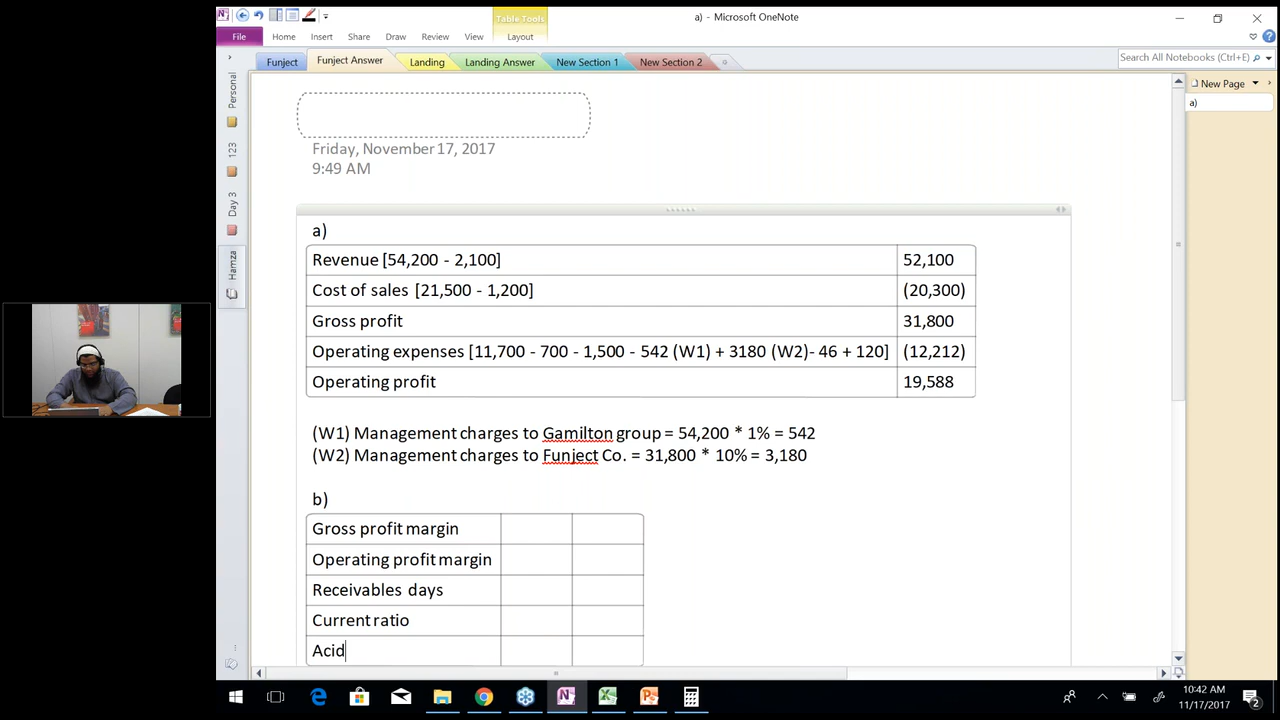 Table Tools
a) - Microsoft OneNote
File
Home
Insert
Share
Draw
Review
View
Layout
Funject
Funject Answer
Landing
Landing Answer
New Section 1
New Section 2
Search All Notebooks (Ctrl+E)
Personal
123
Day 3
Hamza
New Page
a)
Friday, November 17, 2017
9:49 AM
a)
Revenue [54,200 - 2,100] 52,100
Cost of sales [21,500 - 1,200] (20,300)
Gross profit 31,800
Operating expenses [11,700 - 700 - 1,500 - 542 (W1) + 3180 (W2)- 46 + 120] (12,212)
Operating profit 19,588
(W1) Management charges to Gamilton group = 54,200 * 1% = 542
(W2) Management charges to Funject Co. = 31,800 * 10% = 3,180
b)
Gross profit margin
Operating profit margin
Receivables days
Current ratio
Acid
10:42 AM
11/17/2017
2